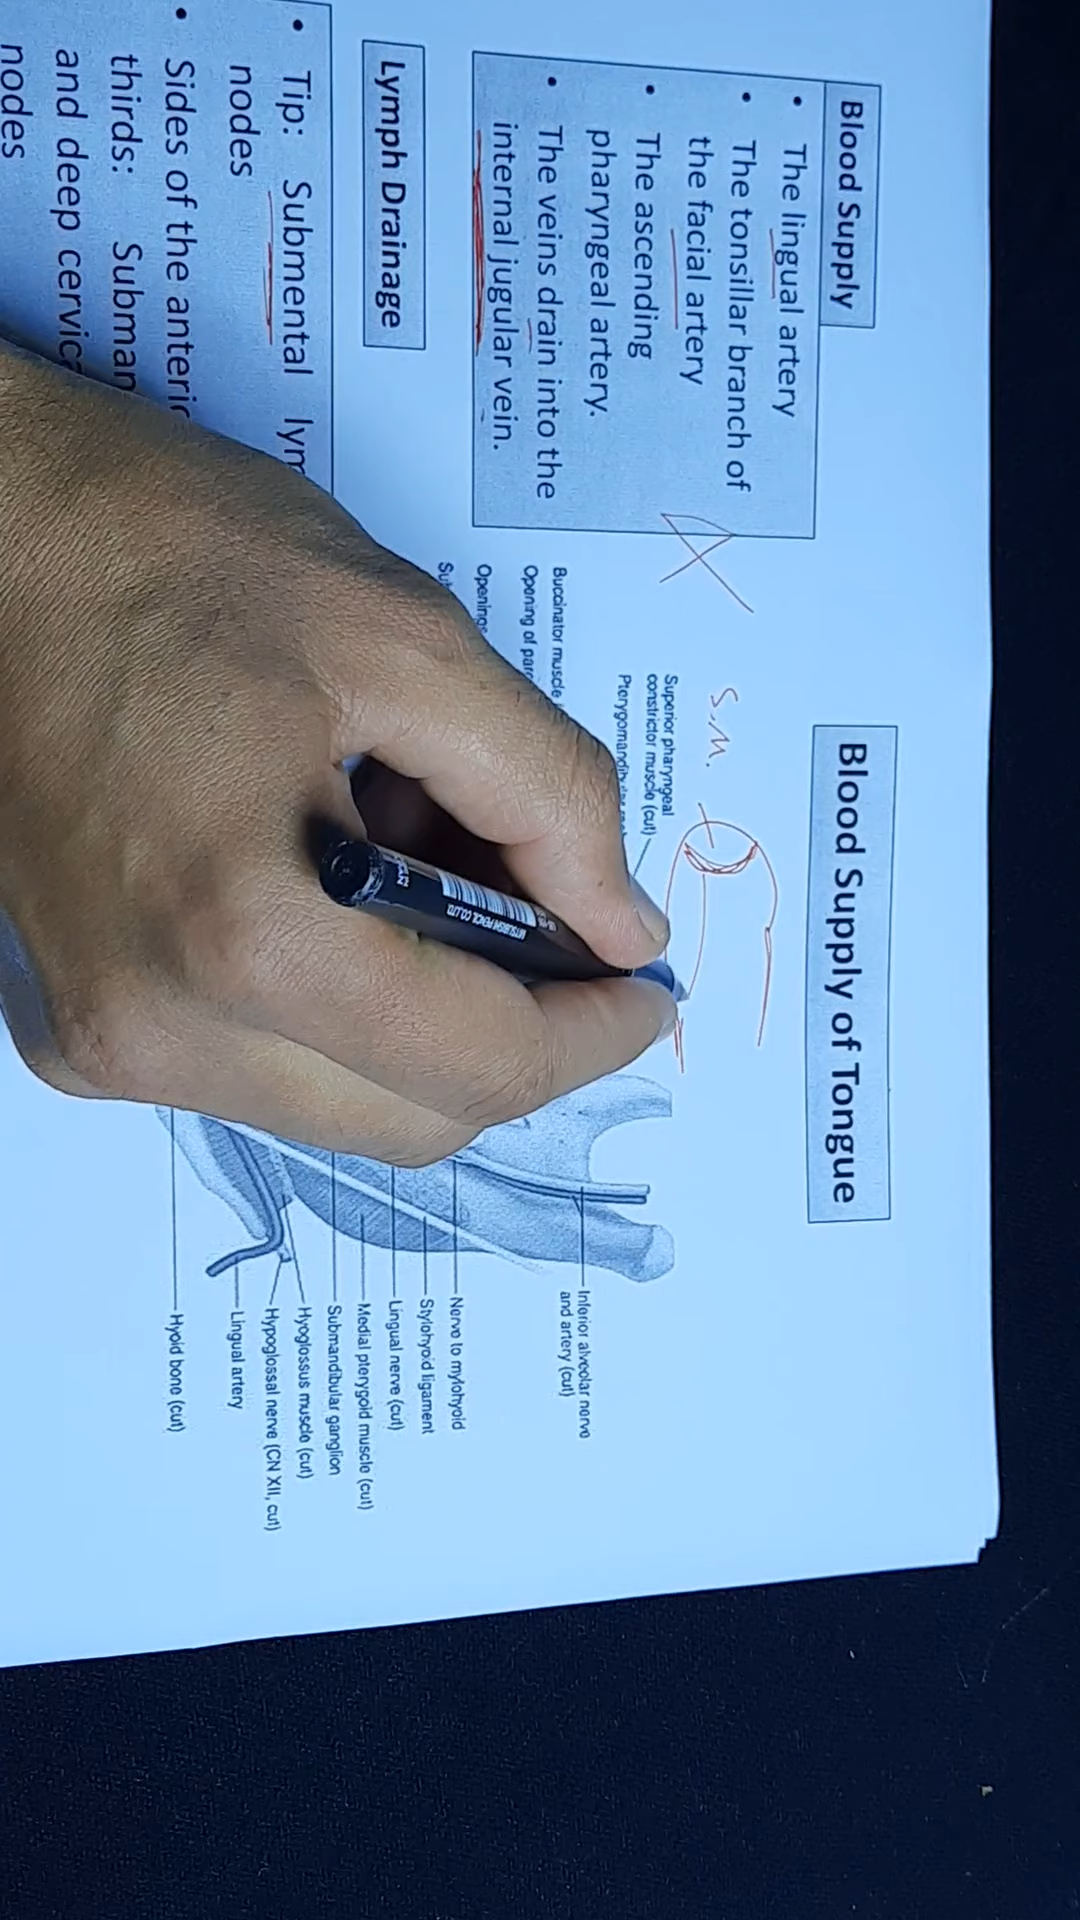 Blood Supply of Tongue
Blood Supply
• The lingual artery
• The tonsillar branch of
the facial artery
• The ascending
pharyngeal artery.
• The veins drain into the
internal jugular vein.
Lymph Drainage
• Tip: Submental
nodes
• Sides of the
thirds:
and deep
nodes
S.M.
Superior pharyngeal
constrictor muscle (cut)
Buccinator muscle
Opening of
Inferior alveolar nerve
and artery (cut)
Nerve to mylohyoid
Stylohyoid ligament
Lingual nerve (cut)
Medial pterygoid muscle (cut)
Submandibular ganglion
Hyoglossus muscle (cut)
Hypoglossal nerve (CN XII, cut)
Lingual artery
Hyoid bone (cut)
MITSUBISHI PENCIL CO., LTD.